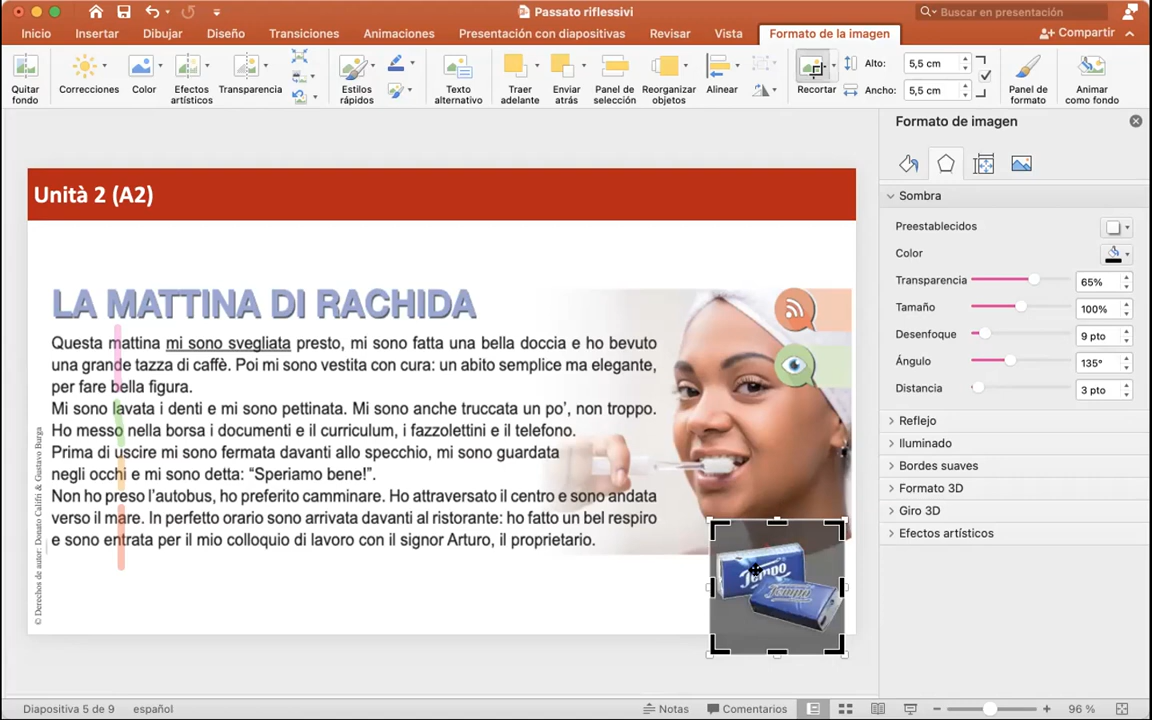 Passato riflessivi
Buscar en presentación
Inicio
Insertar
Dibujar
Diseño
Transiciones
Animaciones
Presentación con diapositivas
Revisar
Vista
Formato de la imagen
Compartir
Quitar fondo
Correcciones
Color
Efectos artísticos
Transparencia
Estilos rápidos
Texto alternativo
Traer adelante
Enviar atrás
Panel de selección
Reorganizar objetos
Alinear
Recortar
Alto: 5,5 cm
Ancho: 5,5 cm
Panel de formato
Animar como fondo
Unità 2 (A2)
LA MATTINA DI RACHIDA
Questa mattina mi sono svegliata presto, mi sono fatta una bella doccia e ho bevuto
una grande tazza di caffè. Poi mi sono vestita con cura: un abito semplice ma elegante,
per fare bella figura.
Mi sono lavata i denti e mi sono pettinata. Mi sono anche truccata un po’, non troppo.
Ho messo nella borsa i documenti e il curriculum, i fazzolettini e il telefono.
Prima di uscire mi sono fermata davanti allo specchio, mi sono guardata
negli occhi e mi sono detta: “Speriamo bene!”.
Non ho preso l’autobus, ho preferito camminare. Ho attraversato il centro e sono andata
verso il mare. In perfetto orario sono arrivata davanti al ristorante: ho fatto un bel respiro
e sono entrata per il mio colloquio di lavoro con il signor Arturo, il proprietario.
© Derechos de autor: Donato Califri & Gustavo Burga
Tempo
Tempo
Formato de imagen
Sombra
Preestablecidos
Color
Transparencia 65%
Tamaño 100%
Desenfoque 9 pto
Ángulo 135°
Distancia 3 pto
Reflejo
Iluminado
Bordes suaves
Formato 3D
Giro 3D
Efectos artísticos
Diapositiva 5 de 9
español
Notas
Comentarios
96 %